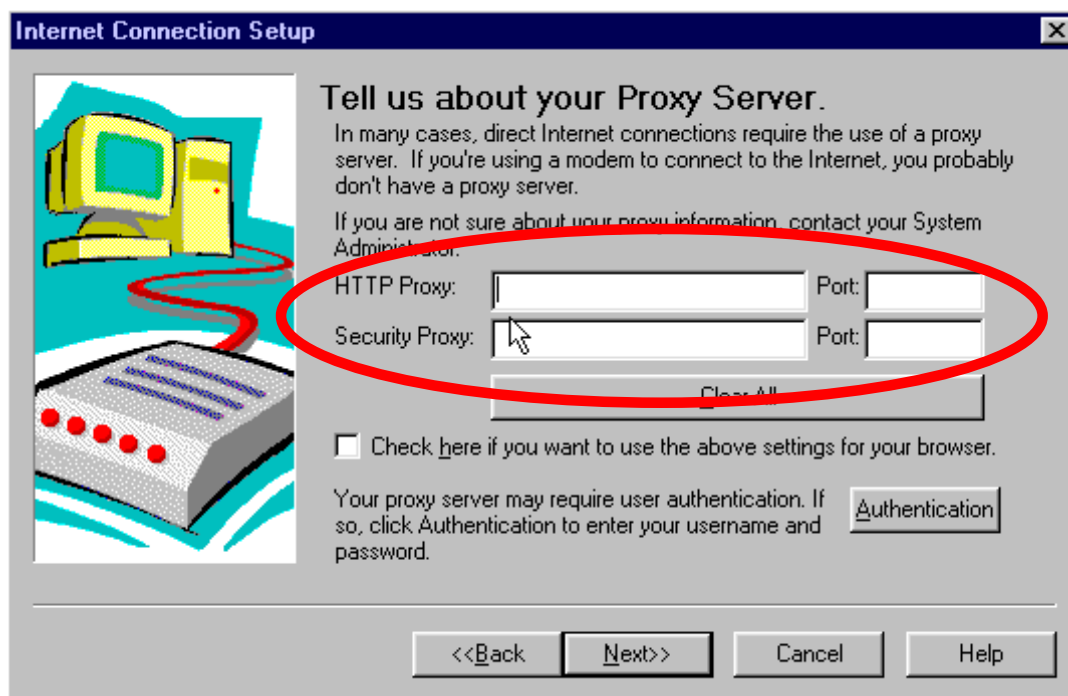 Internet Connection Setup
Tell us about your Proxy Server.
In many cases, direct Internet connections require the use of a proxy
server. If you're using a modem to connect to the Internet, you probably
don't have a proxy server.
If you are not sure about your proxy information, contact your System
Administrator.
HTTP Proxy: Port:
Security Proxy: Port:
Clear All
Check here if you want to use the above settings for your browser.
Your proxy server may require user authentication. If
so, click Authentication to enter your username and
password.
Authentication
<<Back Next>> Cancel Help